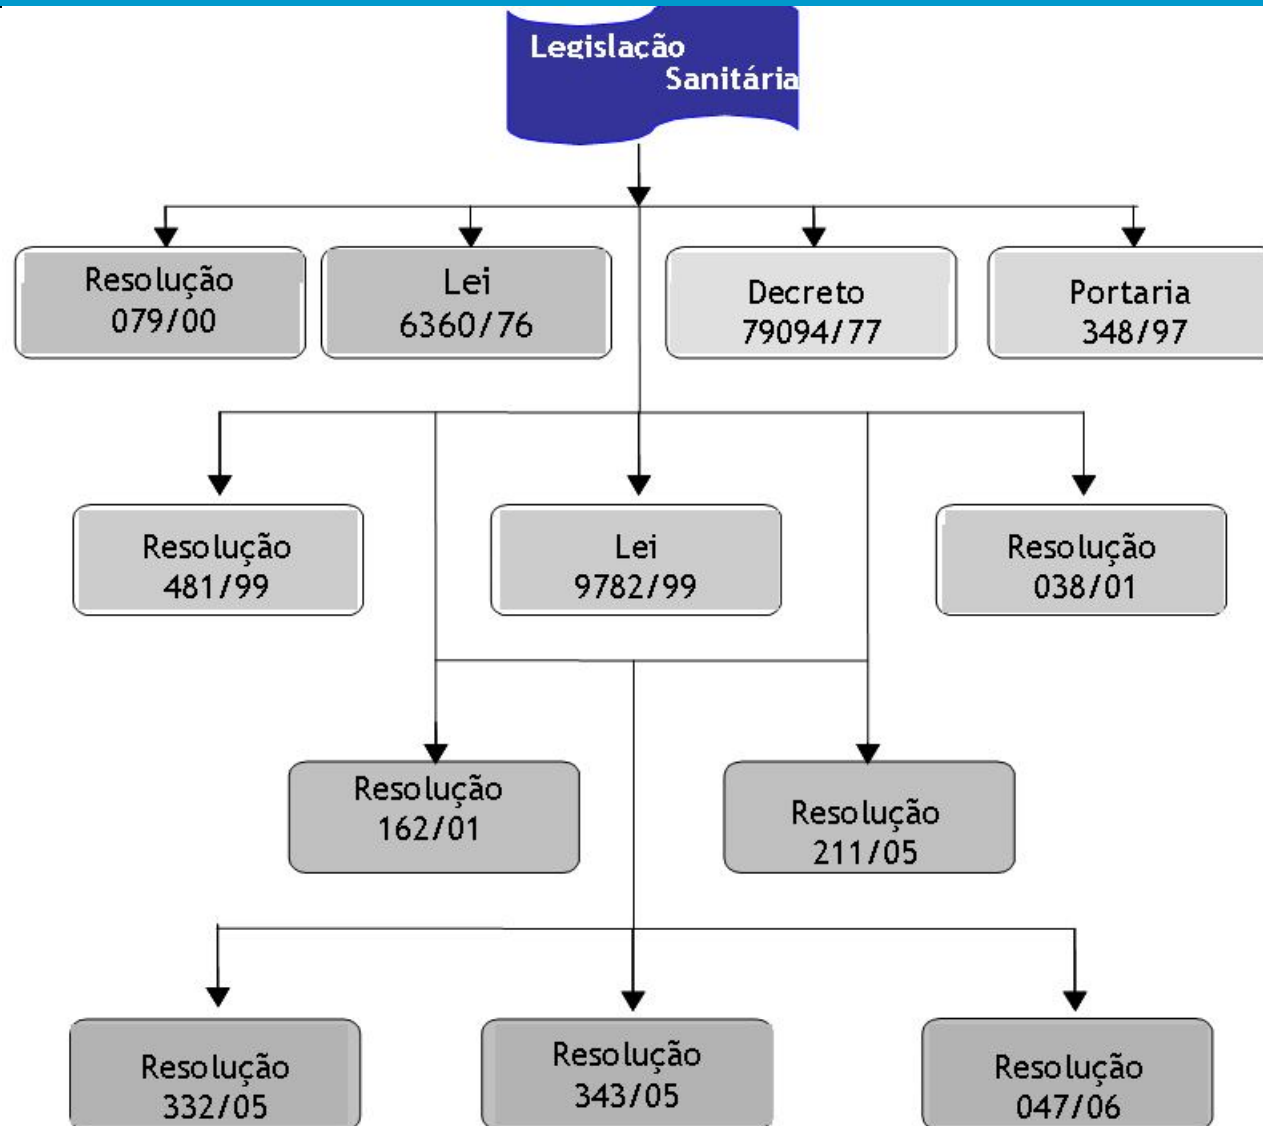 Legislação
Sanitária
Resolução
079/00
Lei
6360/76
Decreto
79094/77
Portaria
348/97
Resolução
481/99
Lei
9782/99
Resolução
038/01
Resolução
162/01
Resolução
211/05
Resolução
332/05
Resolução
343/05
Resolução
047/06